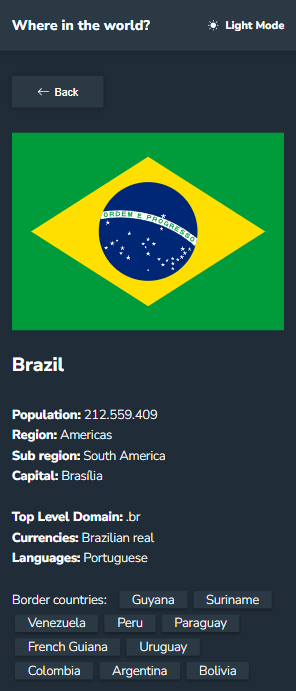 Where in the world?
Light Mode
Back
ORDEM E PROGRESSO
Brazil
Population: 212.559.409
Region: Americas
Sub region: South America
Capital: Brasília
Top Level Domain: .br
Currencies: Brazilian real
Languages: Portuguese
Border countries: Guyana Suriname
Venezuela Peru Paraguay
French Guiana Uruguay
Colombia Argentina Bolivia